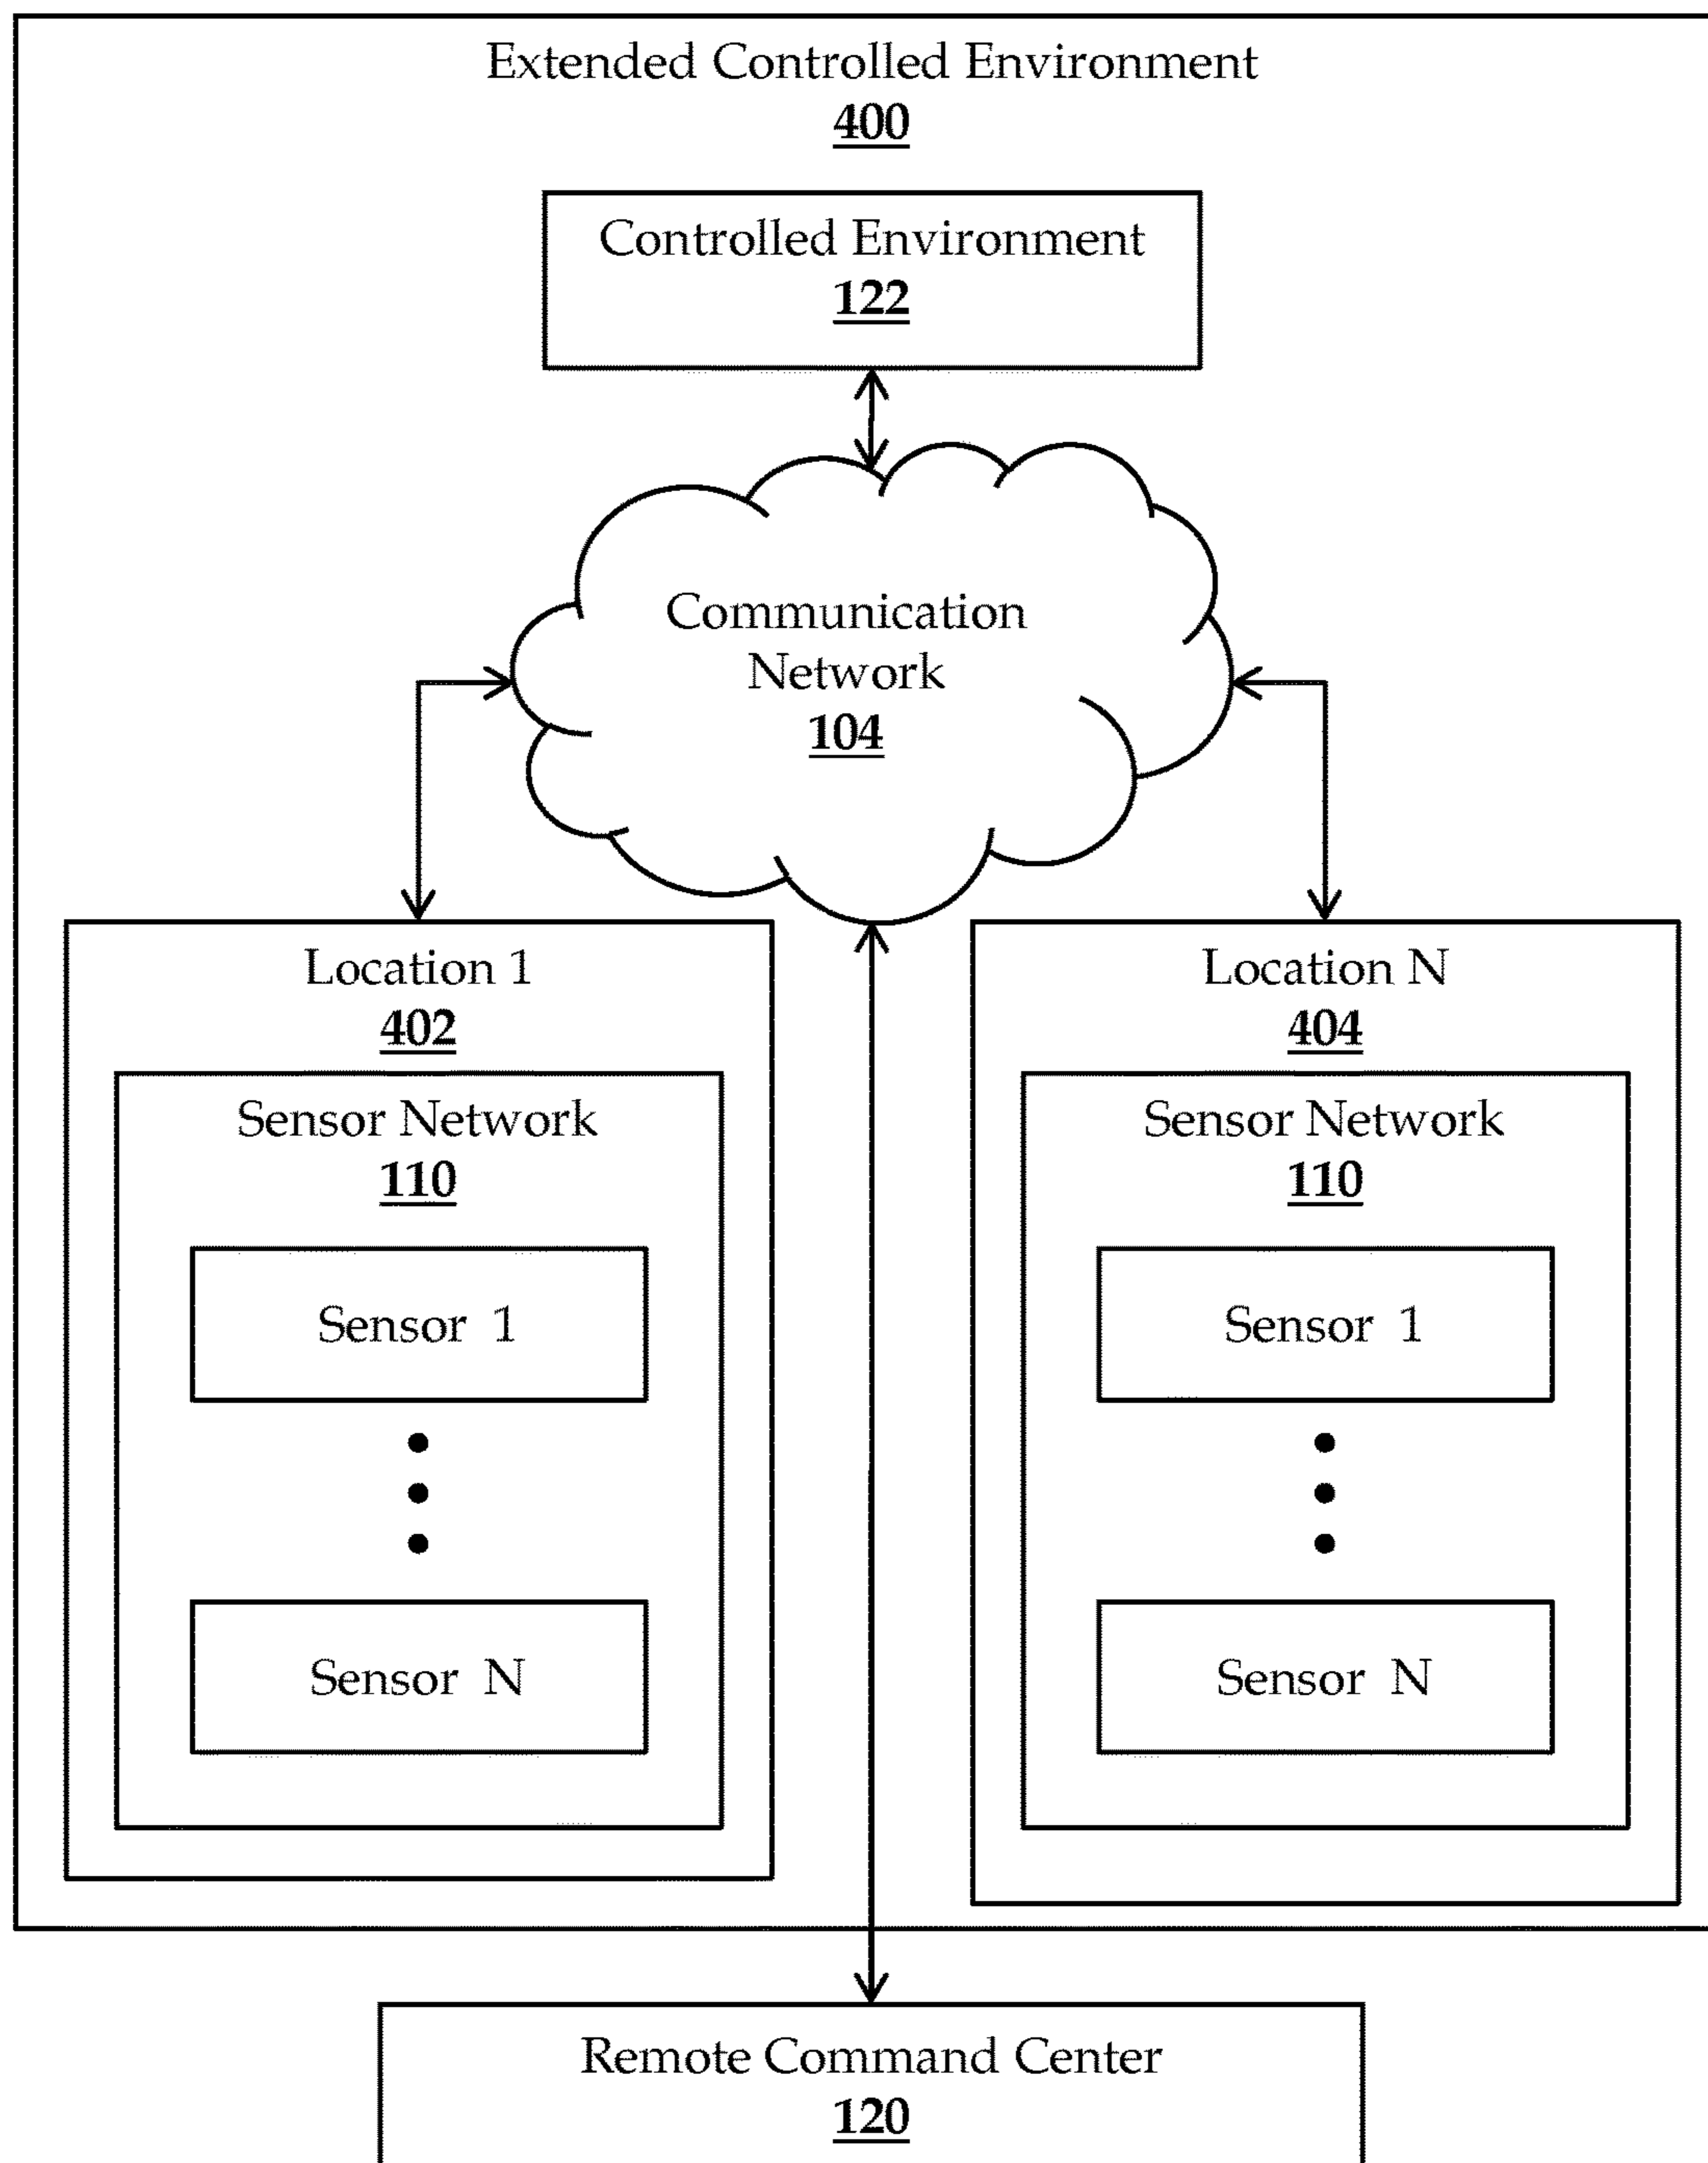 Extended Controlled Environment
400
Controlled Environment
122
Communication
Network
104
Location 1
402
Sensor Network
110
Sensor 1
Sensor N
Location N
404
Sensor Network
110
Sensor 1
Sensor N
Remote Command Center
120